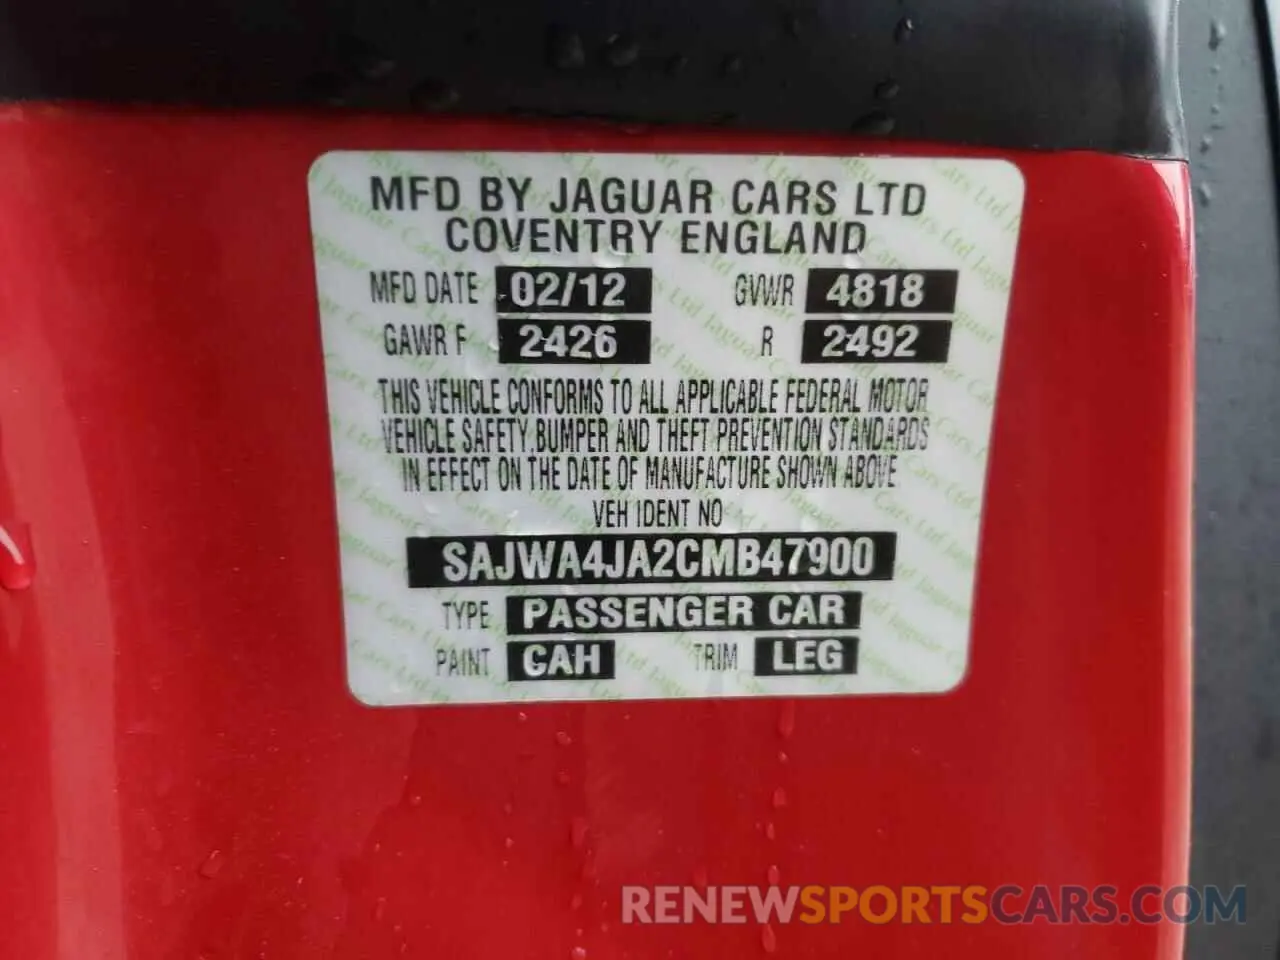 MFD BY JAGUAR CARS LTD
COVENTRY ENGLAND
MFD DATE 02/12 GVWR 4818
GAWR F 2426 R 2492
THIS VEHICLE CONFORMS TO ALL APPLICABLE FEDERAL MOTOR
VEHICLE SAFETY, BUMPER AND THEFT PREVENTION STANDARDS
IN EFFECT ON THE DATE OF MANUFACTURE SHOWN ABOVE
VEH IDENT NO
SAJWA4JA2CMB47900
TYPE PASSENGER CAR
PAINT CAH TRIM LEG
RENEWSPORTSCARS.COM